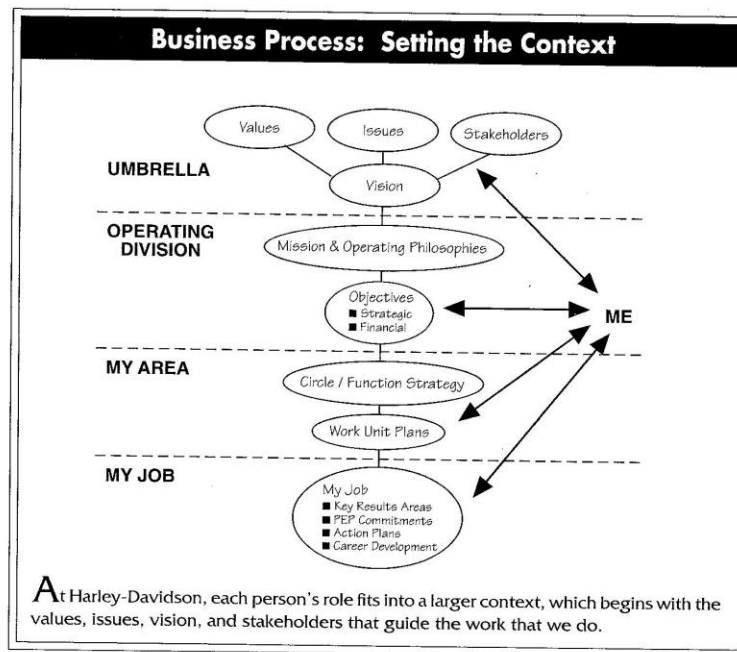 Business Process: Setting the Context
Values
Issues
Stakeholders
UMBRELLA
Vision
OPERATING
DIVISION
Mission & Operating Philosophies
Objectives
■ Strategic
■ Financial
ME
MY AREA
Circle / Function Strategy
Work Unit Plans
MY JOB
My Job
■ Key Results Areas
■ PEP Commitments
■ Action Plans
■ Career Development
At Harley-Davidson, each person's role fits into a larger context, which begins with the
values, issues, vision, and stakeholders that guide the work that we do.